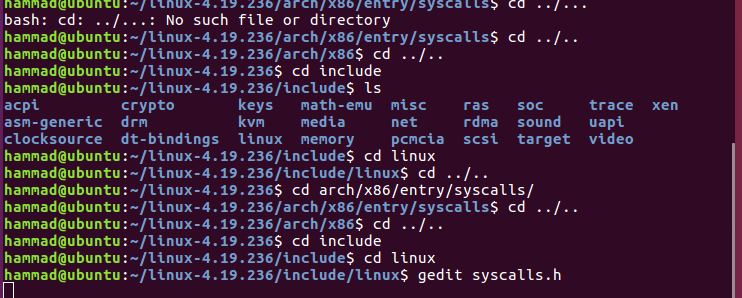 hammad@ubuntu:~/linux-4.19.236/arch/x86/entry/syscalls$ cd ../...
bash: cd: ../...: No such file or directory
hammad@ubuntu:~/linux-4.19.236/arch/x86/entry/syscalls$ cd ../..
hammad@ubuntu:~/linux-4.19.236/arch/x86$ cd ../..
hammad@ubuntu:~/linux-4.19.236$ cd include
hammad@ubuntu:~/linux-4.19.236/include$ ls
acpi crypto keys math-emu misc ras soc trace xen
asm-generic drm kvm media net rdma sound uapi
clocksource dt-bindings linux memory pcmcia scsi target video
hammad@ubuntu:~/linux-4.19.236/include$ cd linux
hammad@ubuntu:~/linux-4.19.236/include/linux$ cd ../..
hammad@ubuntu:~/linux-4.19.236$ cd arch/x86/entry/syscalls/
hammad@ubuntu:~/linux-4.19.236/arch/x86/entry/syscalls$ cd ../..
hammad@ubuntu:~/linux-4.19.236/arch/x86$ cd ../..
hammad@ubuntu:~/linux-4.19.236$ cd include
hammad@ubuntu:~/linux-4.19.236/include$ cd linux
hammad@ubuntu:~/linux-4.19.236/include/linux$ gedit syscalls.h